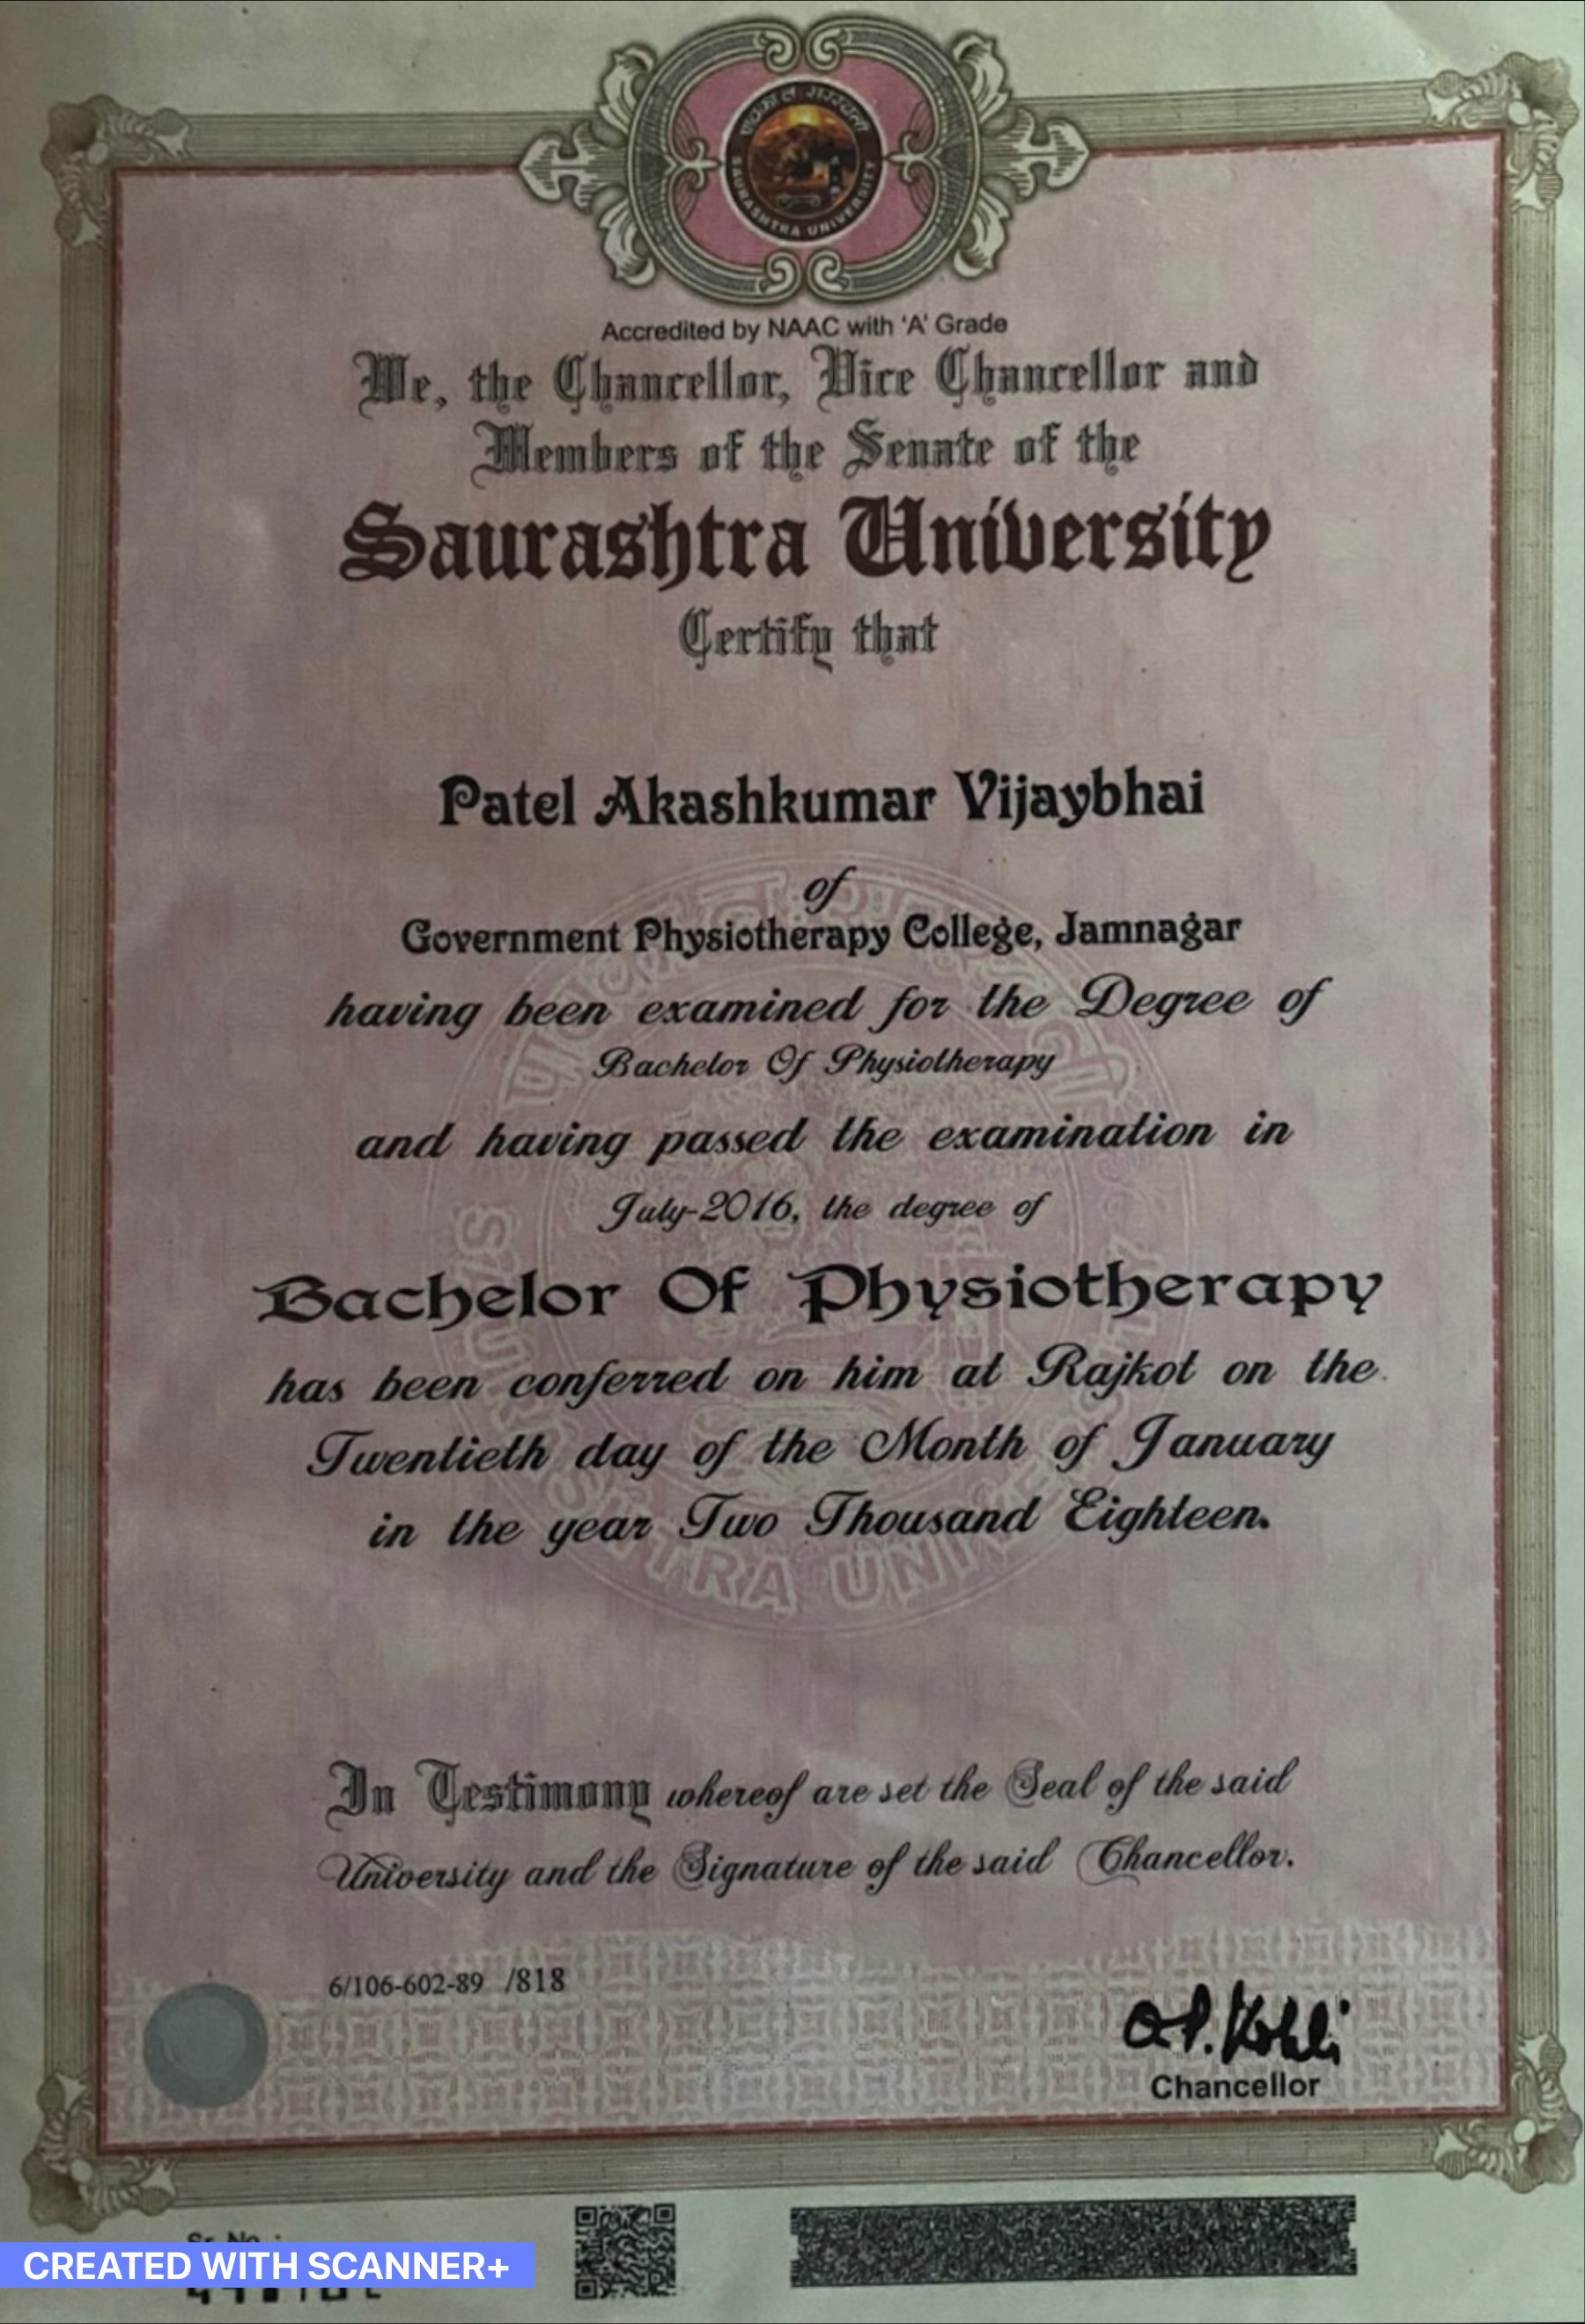 SAURASHTRA UNIVERSITY
Accredited by NAAC with 'A' Grade
We, the Chancellor, Vice Chancellor and
Members of the Senate of the
Saurashtra University
Certify that
Patel Akashkumar Vijaybhai
of
Government Physiotherapy College, Jamnagar
having been examined for the Degree of
Bachelor Of Physiotherapy
and having passed the examination in
July-2016, the degree of
Bachelor Of Physiotherapy
has been conferred on him at Rajkot on the
Twentieth day of the Month of January
in the year Two Thousand Eighteen.
In Testimony whereof are set the Seal of the said
University and the Signature of the said Chancellor.
6/106-602-89 /818
O.P. Kohli
Chancellor
Sr. No. :
CREATED WITH SCANNER+